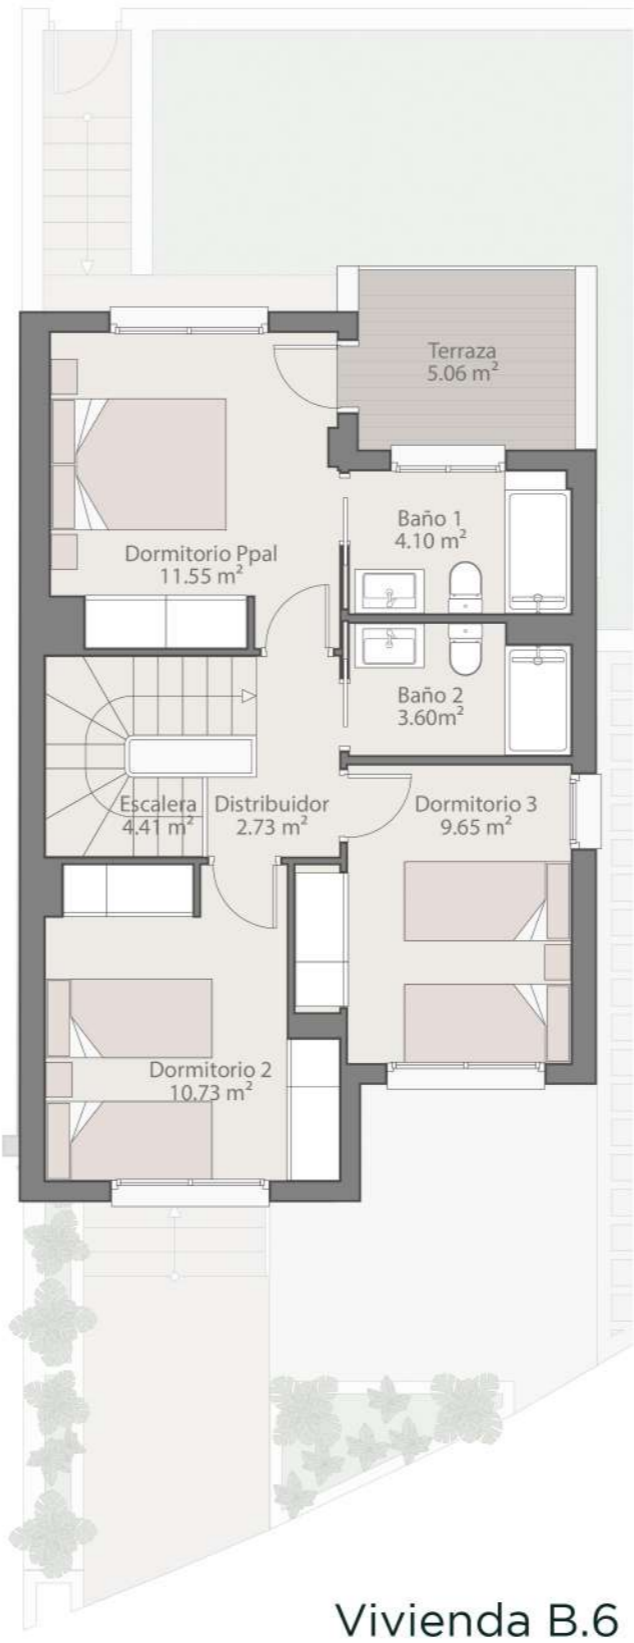 Terraza
5.06 m²
Baño 1
4.10 m²
Dormitorio Ppal
11.55 m²
Baño 2
3.60m²
Escalera
4.41 m²
Distribuidor
2.73 m²
Dormitorio 3
9.65 m²
Dormitorio 2
10.73 m²
Vivienda B.6